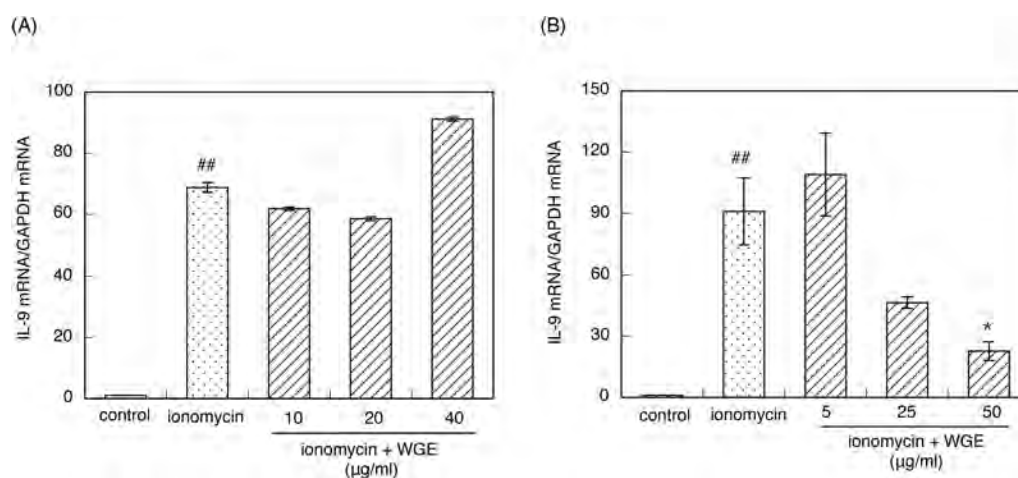 (A)
IL-9 mRNA/GAPDH mRNA
100
80
60
40
20
0
##
control
ionomycin
10
20
40
ionomycin + WGE
(μg/ml)
(B)
IL-9 mRNA/GAPDH mRNA
150
120
90
60
30
0
##
*
control
ionomycin
5
25
50
ionomycin + WGE
(μg/ml)